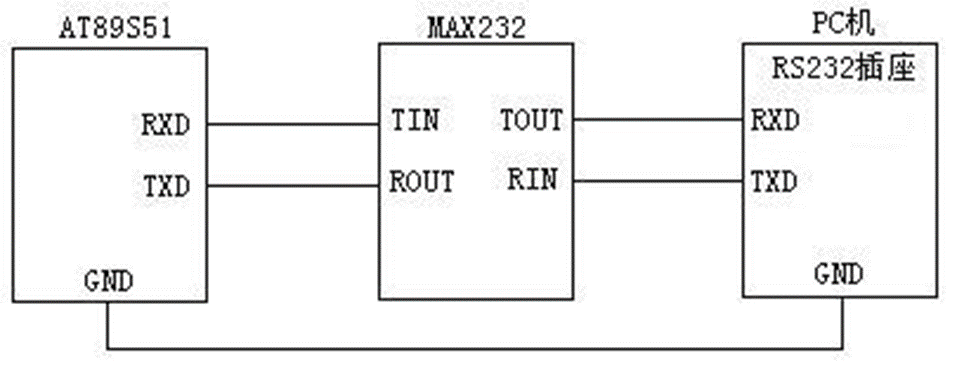 AT89S51
MAX232
PC机
RS232插座
RXD
TIN
TOUT
RXD
TXD
ROUT
RIN
TXD
GND
GND